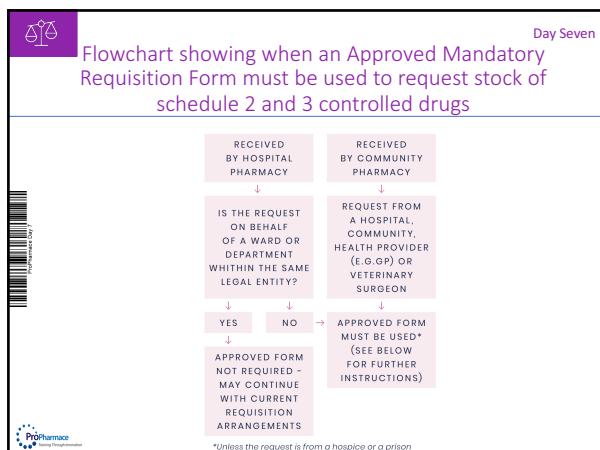 Day Seven
Flowchart showing when an Approved Mandatory
Requisition Form must be used to request stock of
schedule 2 and 3 controlled drugs
RECEIVED
BY HOSPITAL
PHARMACY
RECEIVED
BY COMMUNITY
PHARMACY
IS THE REQUEST
ON BEHALF
OF A WARD OR
DEPARTMENT
WHITHIN THE SAME
LEGAL ENTITY?
REQUEST FROM
A HOSPITAL,
COMMUNITY,
HEALTH PROVIDER
(E.G.GP) OR
VETERINARY
SURGEON
YES
NO
APPROVED FORM
MUST BE USED*
(SEE BELOW
FOR FURTHER
INSTRUCTIONS)
APPROVED FORM
NOT REQUIRED -
MAY CONTINUE
WITH CURRENT
REQUISITION
ARRANGEMENTS
*Unless the request is from a hospice or a prison
ProPharmace Day 7
ProPharmace
Training Through Innovation